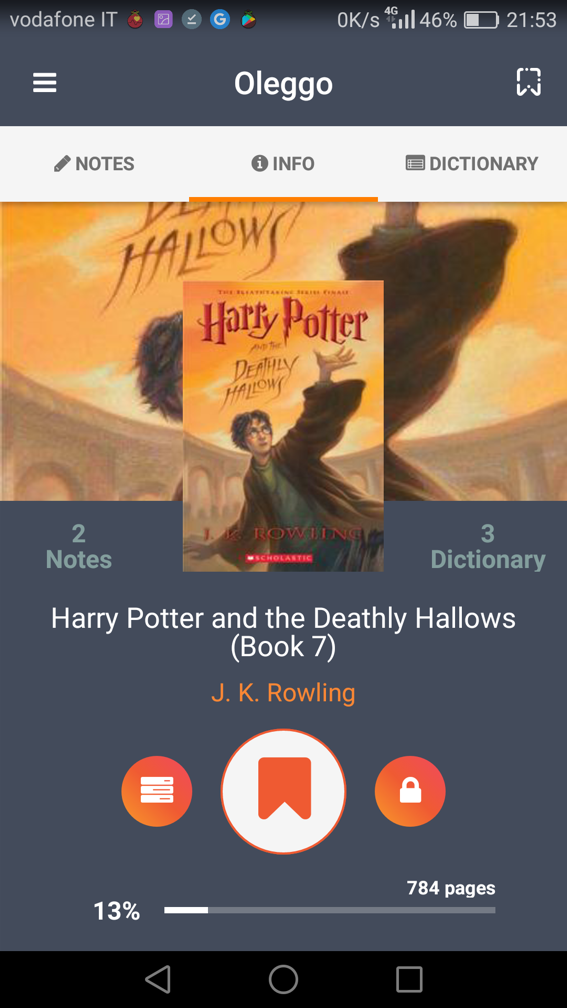 vodafone IT 0K/s 4G 46% 21:53
Oleggo
NOTES INFO DICTIONARY
DEATHLY
HALLOWS
THE BREATHTAKING SERIES FINALE
Harry Potter
AND THE
DEATHLY
HALLOWS
J. K. ROWLING
SCHOLASTIC
2
Notes
3
Dictionary
Harry Potter and the Deathly Hallows
(Book 7)
J. K. Rowling
784 pages
13%